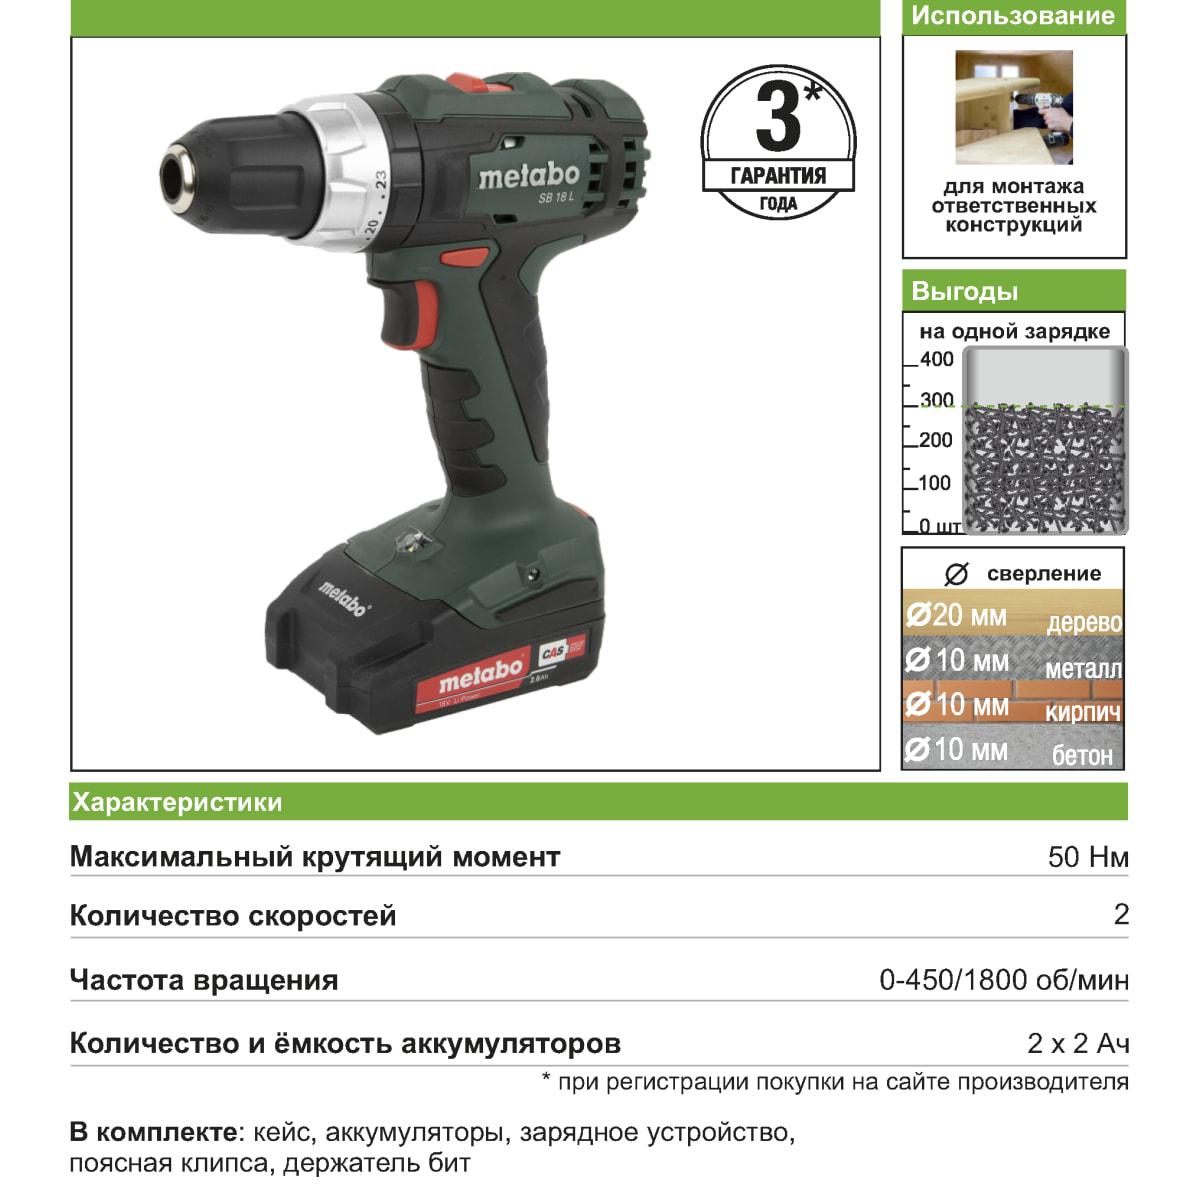 Использование
3*
ГАРАНТИЯ
ГОДА
metabo
SB 18 L
20 . 23
для монтажа
ответственных
конструкций
Выгоды
на одной зарядке
400
300
200
100
0 шт
Ø сверление
Ø20 мм дерево
Ø 10 мм металл
Ø 10 мм кирпич
Ø 10 мм бетон
metabo
metabo
18V Li-Power
2.0Ah
CAS
Характеристики
Максимальный крутящий момент 50 Нм
Количество скоростей 2
Частота вращения 0-450/1800 об/мин
Количество и ёмкость аккумуляторов 2 x 2 Ач
* при регистрации покупки на сайте производителя
В комплекте: кейс, аккумуляторы, зарядное устройство,
поясная клипса, держатель бит